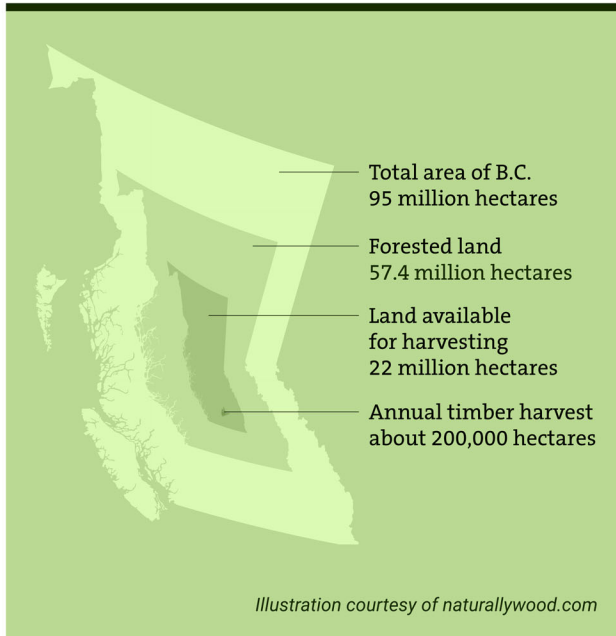 Total area of B.C.
95 million hectares
Forested land
57.4 million hectares
Land available
for harvesting
22 million hectares
Annual timber harvest
about 200,000 hectares
Illustration courtesy of naturallywood.com